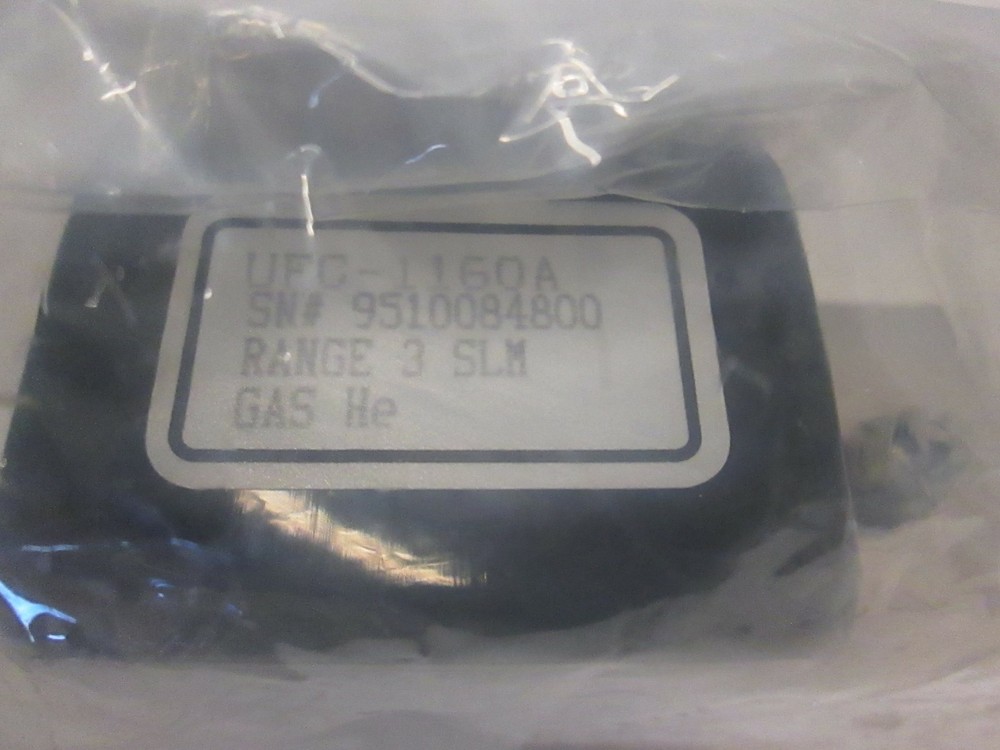 UFC-1160A
SN# 9510084800
RANGE 3 SLM
GAS He